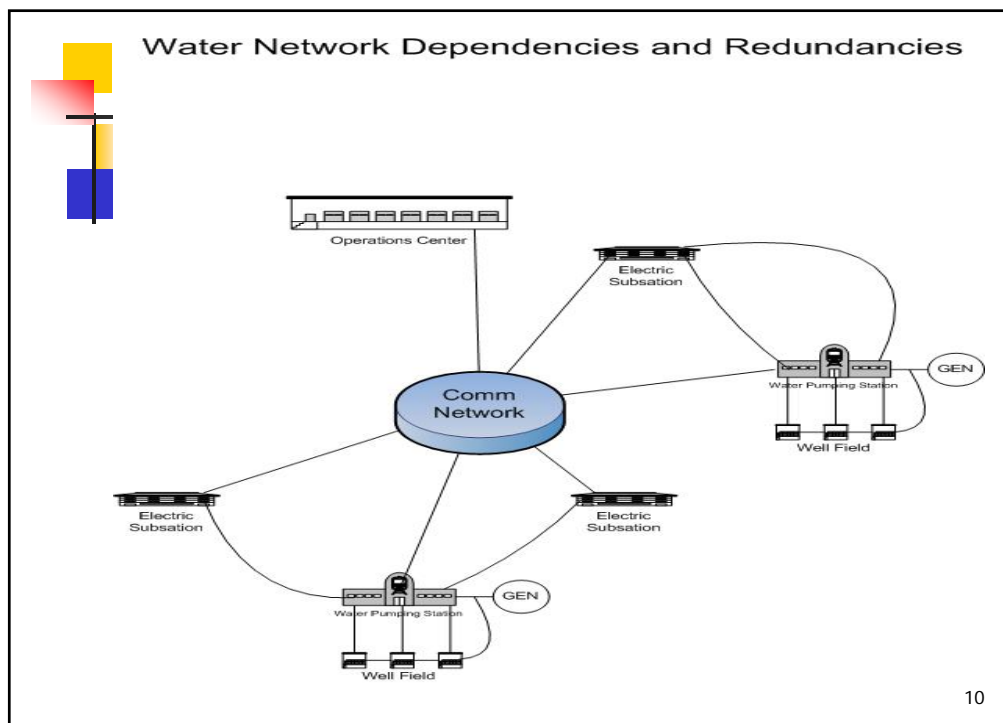 Water Network Dependencies and Redundancies
Operations Center
Electric
Subsation
Water Pumping Station
GEN
Well Field
Comm
Network
Electric
Subsation
Electric
Subsation
Water Pumping Station
GEN
Well Field
10